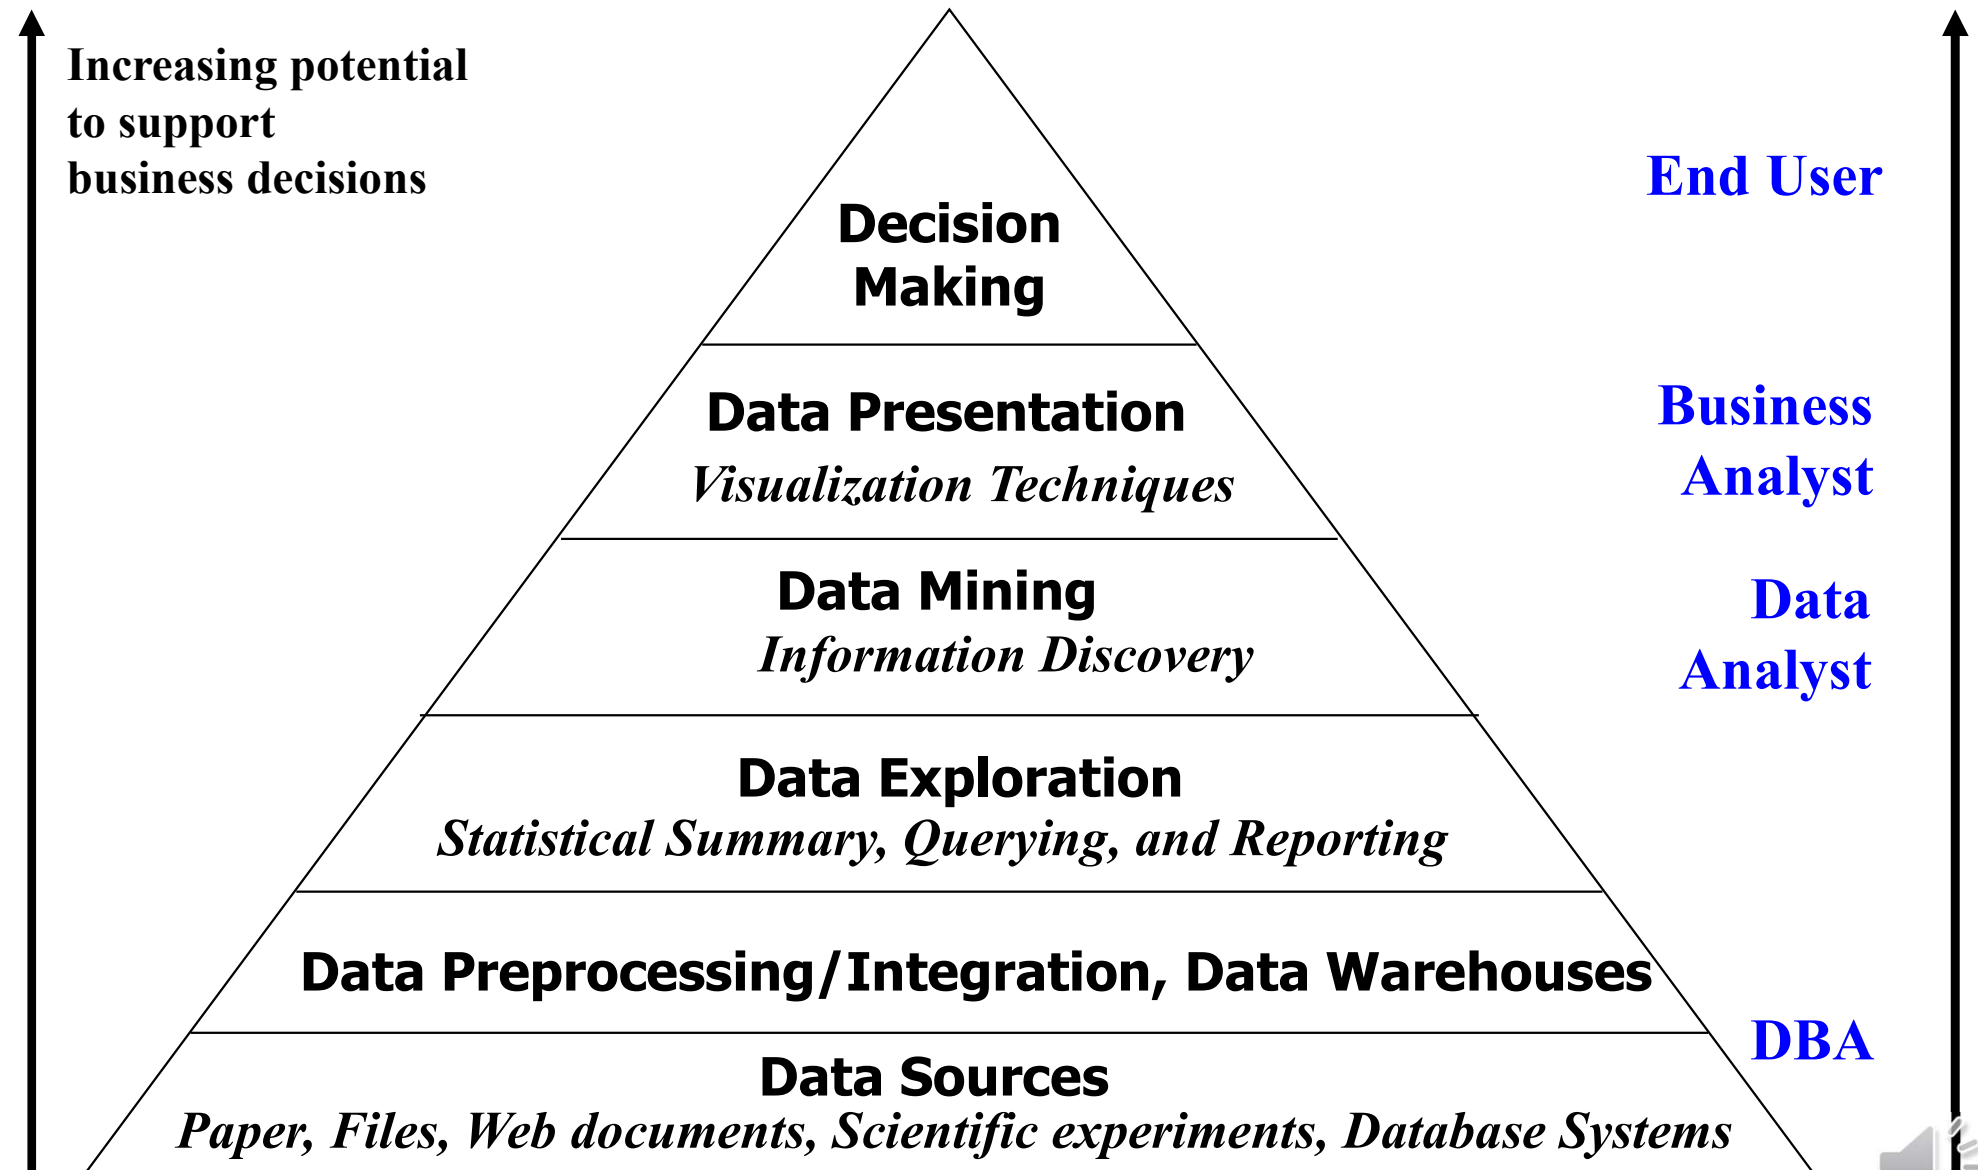 Increasing potential
to support
business decisions
End User
Decision
Making
Data Presentation
Visualization Techniques
Business
Analyst
Data Mining
Information Discovery
Data
Analyst
Data Exploration
Statistical Summary, Querying, and Reporting
Data Preprocessing/Integration, Data Warehouses
DBA
Data Sources
Paper, Files, Web documents, Scientific experiments, Database Systems